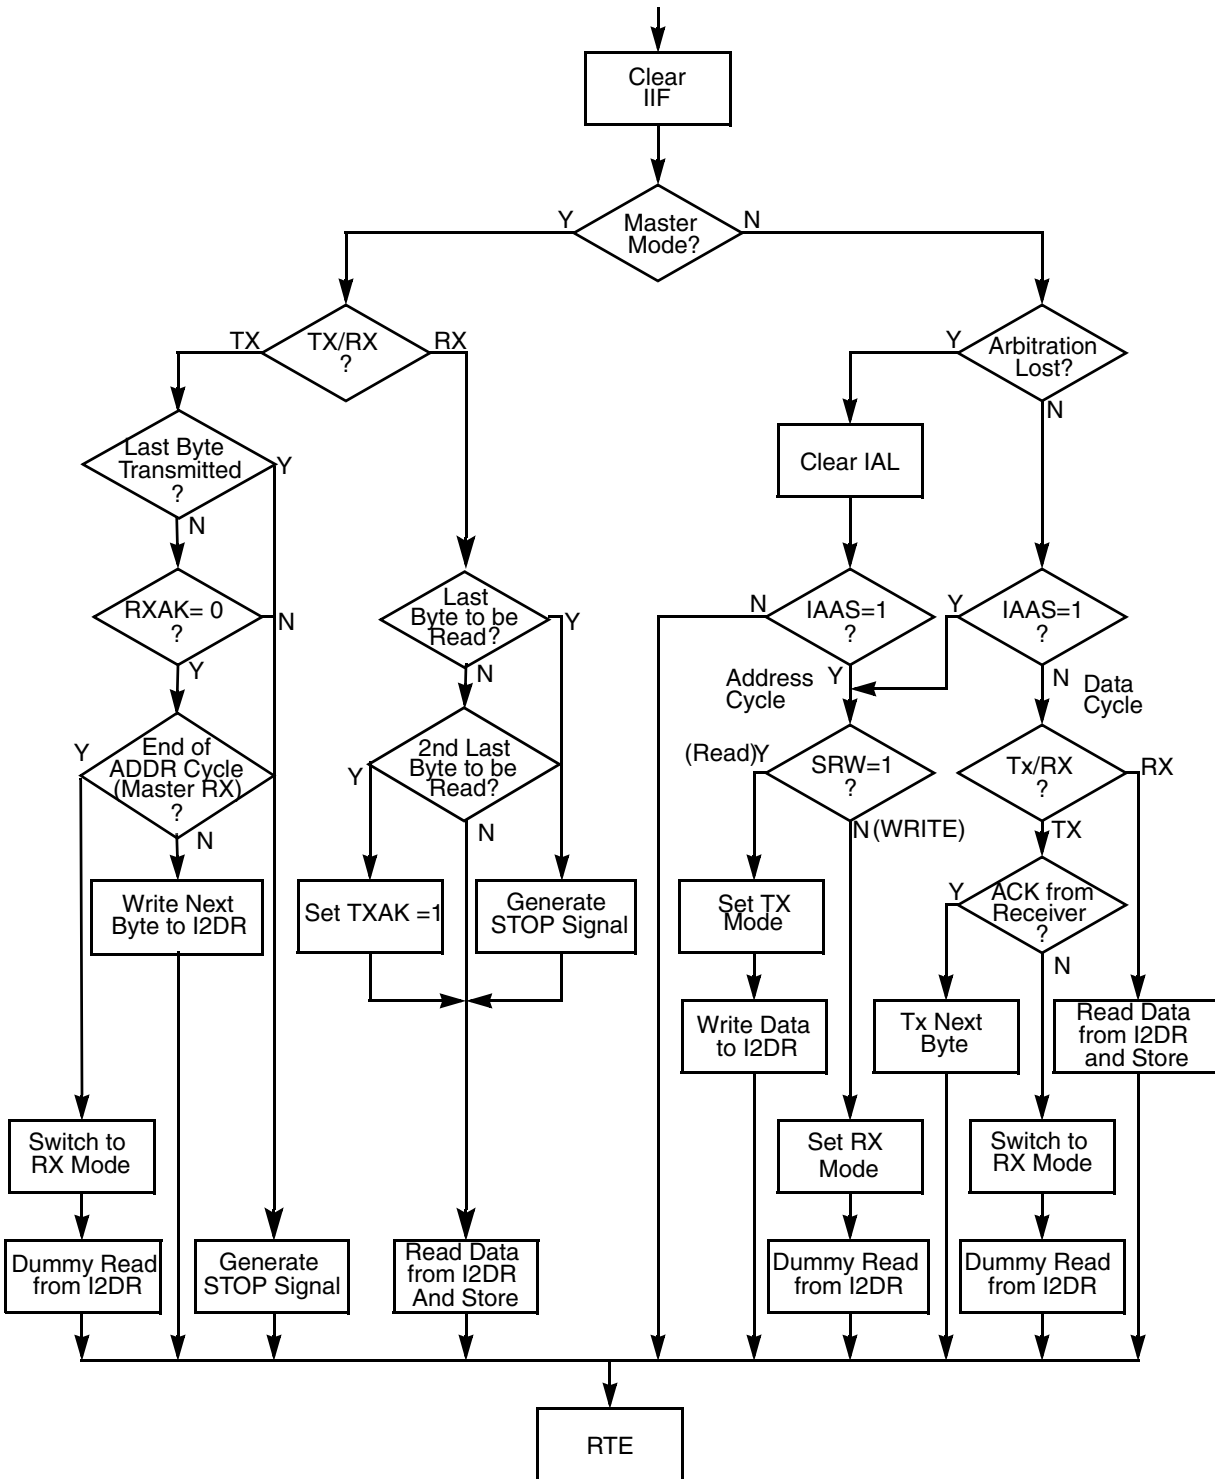 Clear
IIF
Y
Master
Mode?
N
TX
TX/RX
?
RX
Y
Arbitration
Lost?
N
Last Byte
Transmitted
?
Y
N
Clear IAL
RXAK= 0
?
N
Y
Last
Byte to be
Read?
Y
N
N
IAAS=1
?
Y
Y
IAAS=1
?
N
Address
Cycle
Data
Cycle
Y
End of
ADDR Cycle
(Master RX)
?
N
Y
2nd Last
Byte to be
Read?
N
(Read)Y
SRW=1
?
N (WRITE)
Tx/RX
?
RX
TX
Write Next
Byte to I2DR
Set TXAK =1
Generate
STOP Signal
Set TX
Mode
Y
ACK from
Receiver
?
N
Write Data
to I2DR
Tx Next
Byte
Read Data
from I2DR
and Store
Switch to
RX Mode
Set RX
Mode
Switch to
RX Mode
Dummy Read
from I2DR
Generate
STOP Signal
Read Data
from I2DR
And Store
Dummy Read
from I2DR
Dummy Read
from I2DR
RTE